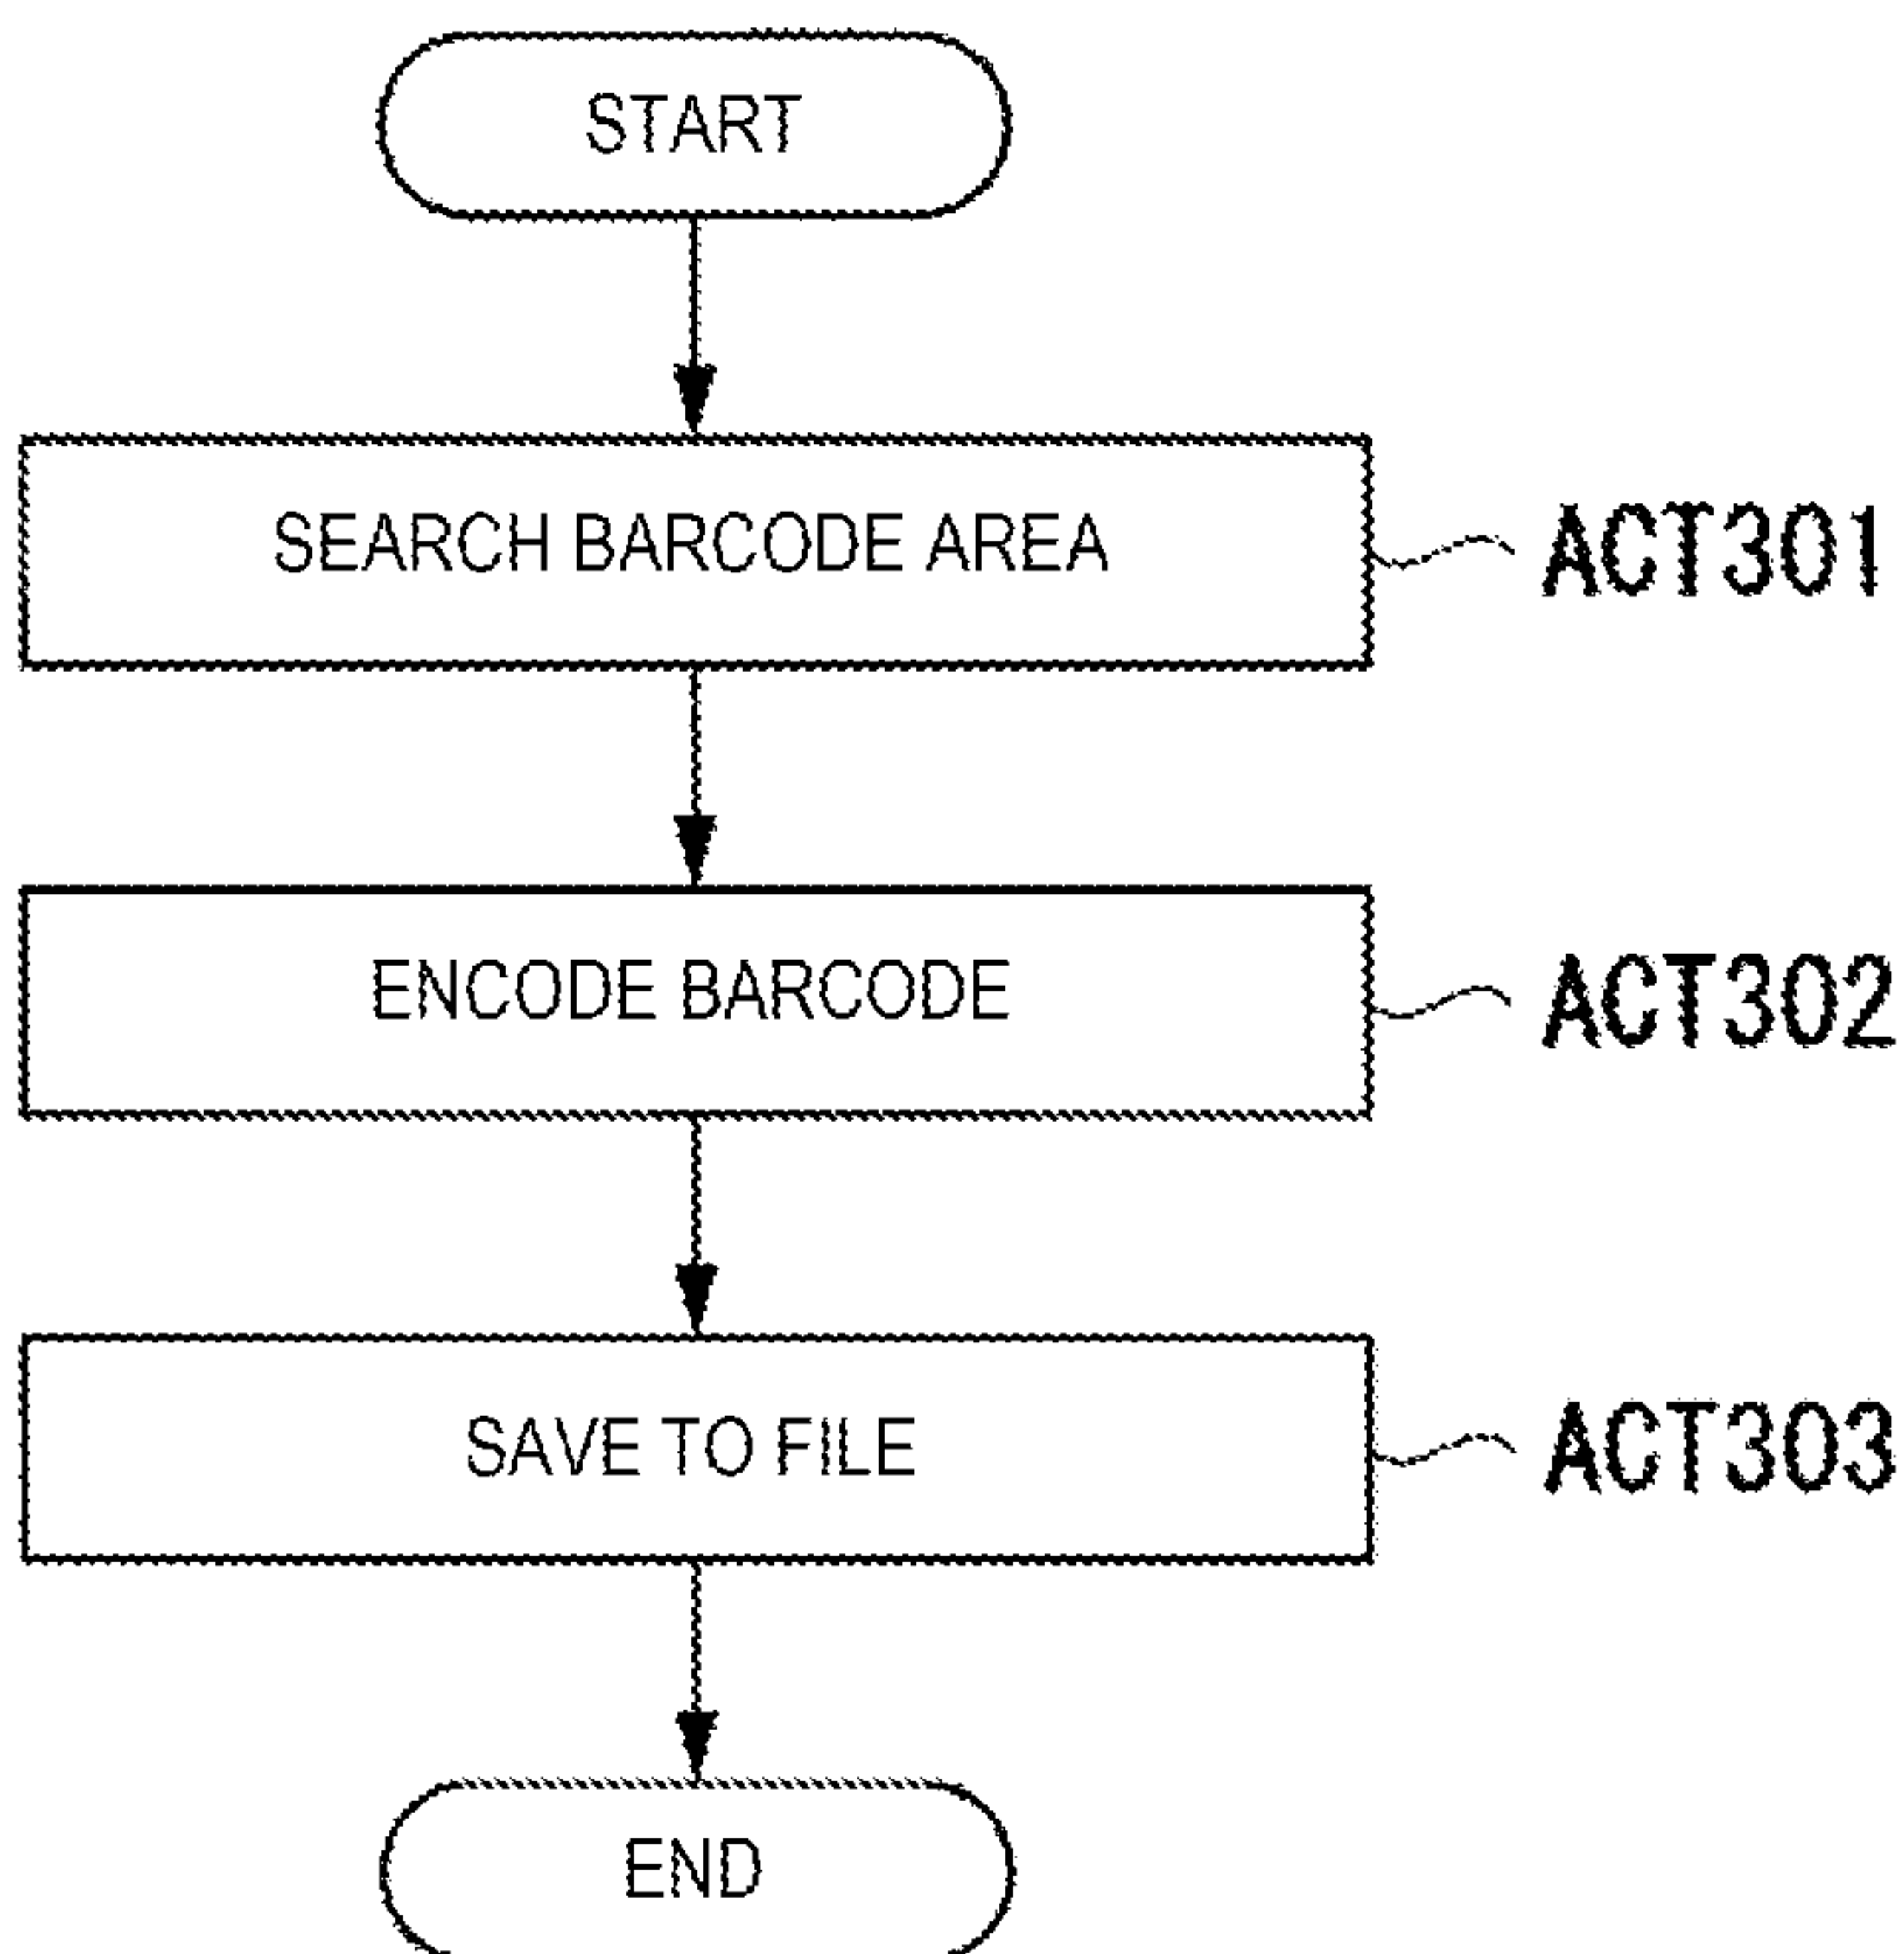 START
SEARCH BARCODE AREA
ACT301
ENCODE BARCODE
ACT302
SAVE TO FILE
ACT303
END